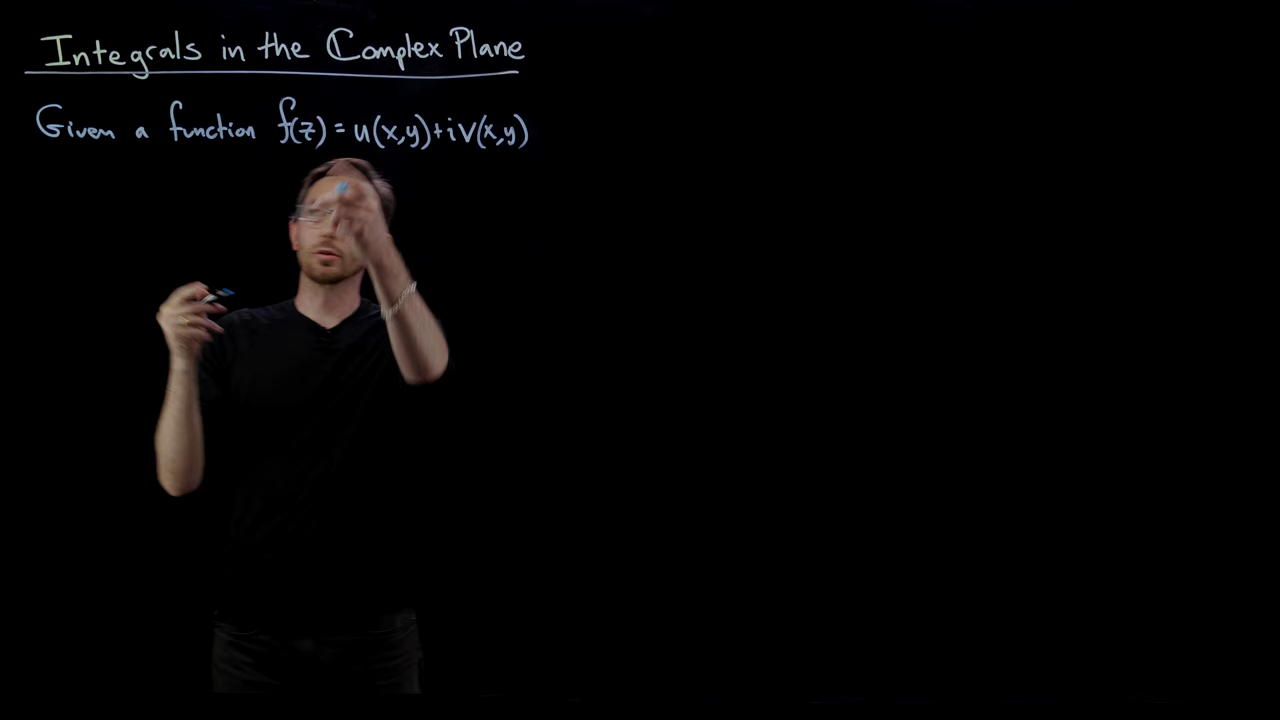 Integrals in the Complex Plane
Given a function f(z) = u(x,y)+iv(x,y)